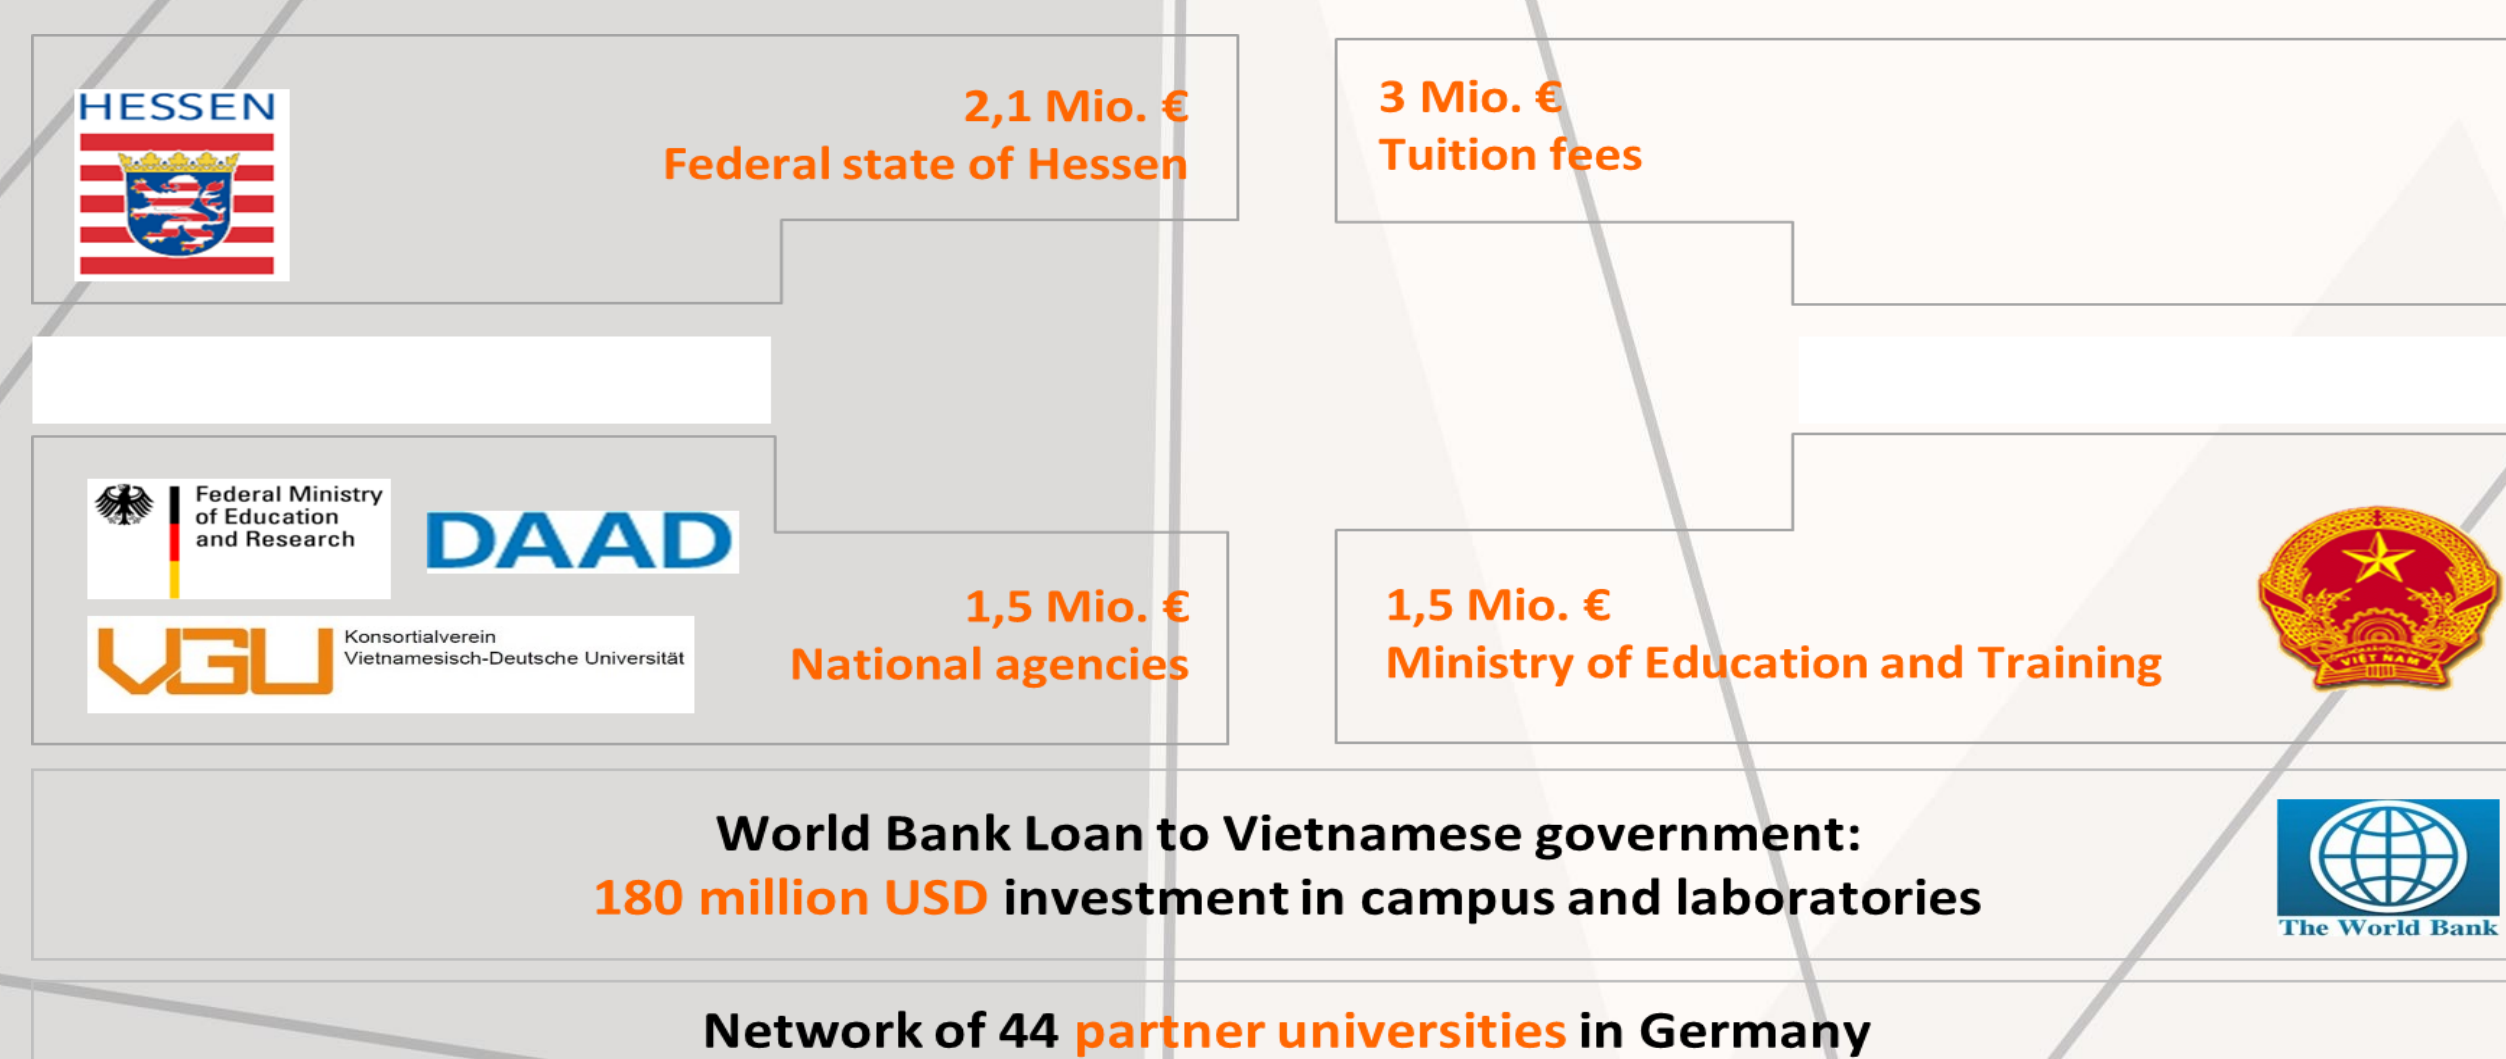 HESSEN
2,1 Mio. €
Federal state of Hessen
3 Mio. €
Tuition fees
Federal Ministry
of Education
and Research
DAAD
VGU
Konsortialverein
Vietnamesisch-Deutsche Universität
1,5 Mio. €
National agencies
1,5 Mio. €
Ministry of Education and Training
VIỆT NAM
World Bank Loan to Vietnamese government:
180 million USD investment in campus and laboratories
The World Bank
Network of 44 partner universities in Germany